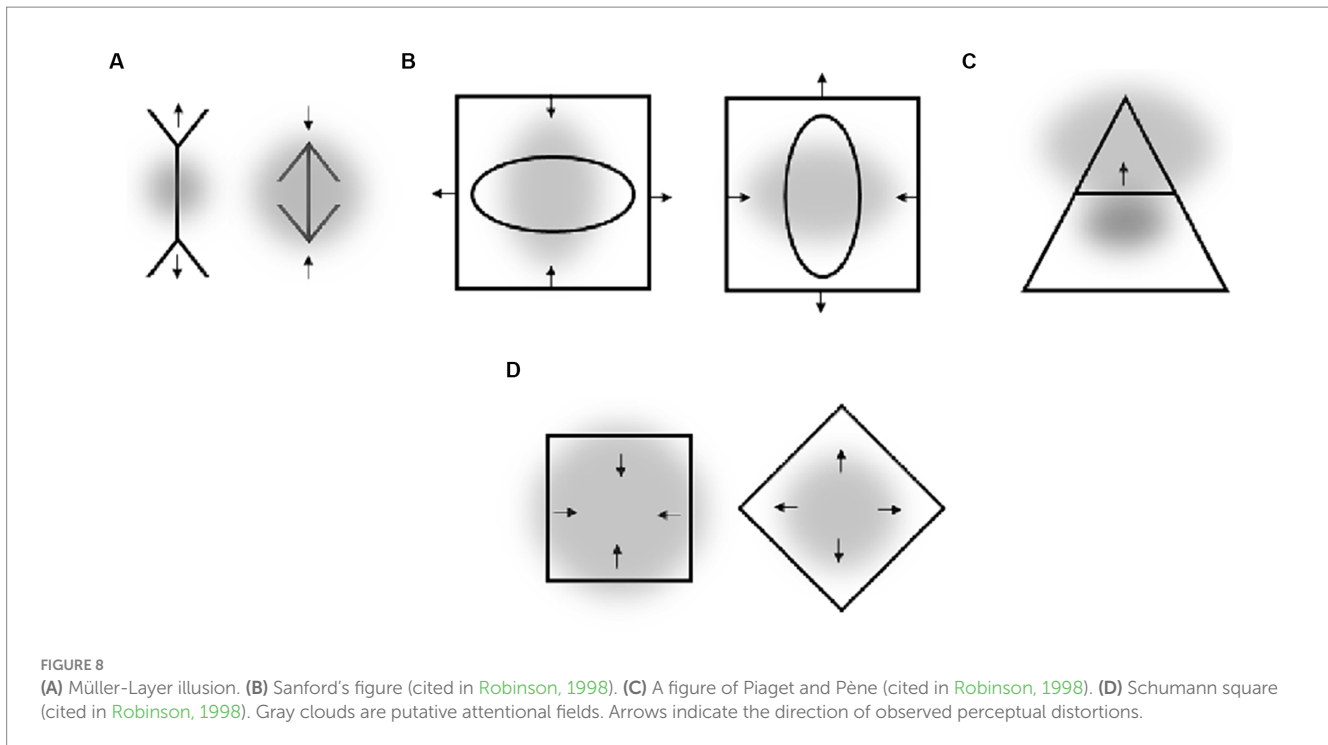 A
B
C
D
FIGURE 8
(A) Müller-Layer illusion. (B) Sanford's figure (cited in Robinson, 1998). (C) A figure of Piaget and Pène (cited in Robinson, 1998). (D) Schumann square
(cited in Robinson, 1998). Gray clouds are putative attentional fields. Arrows indicate the direction of observed perceptual distortions.